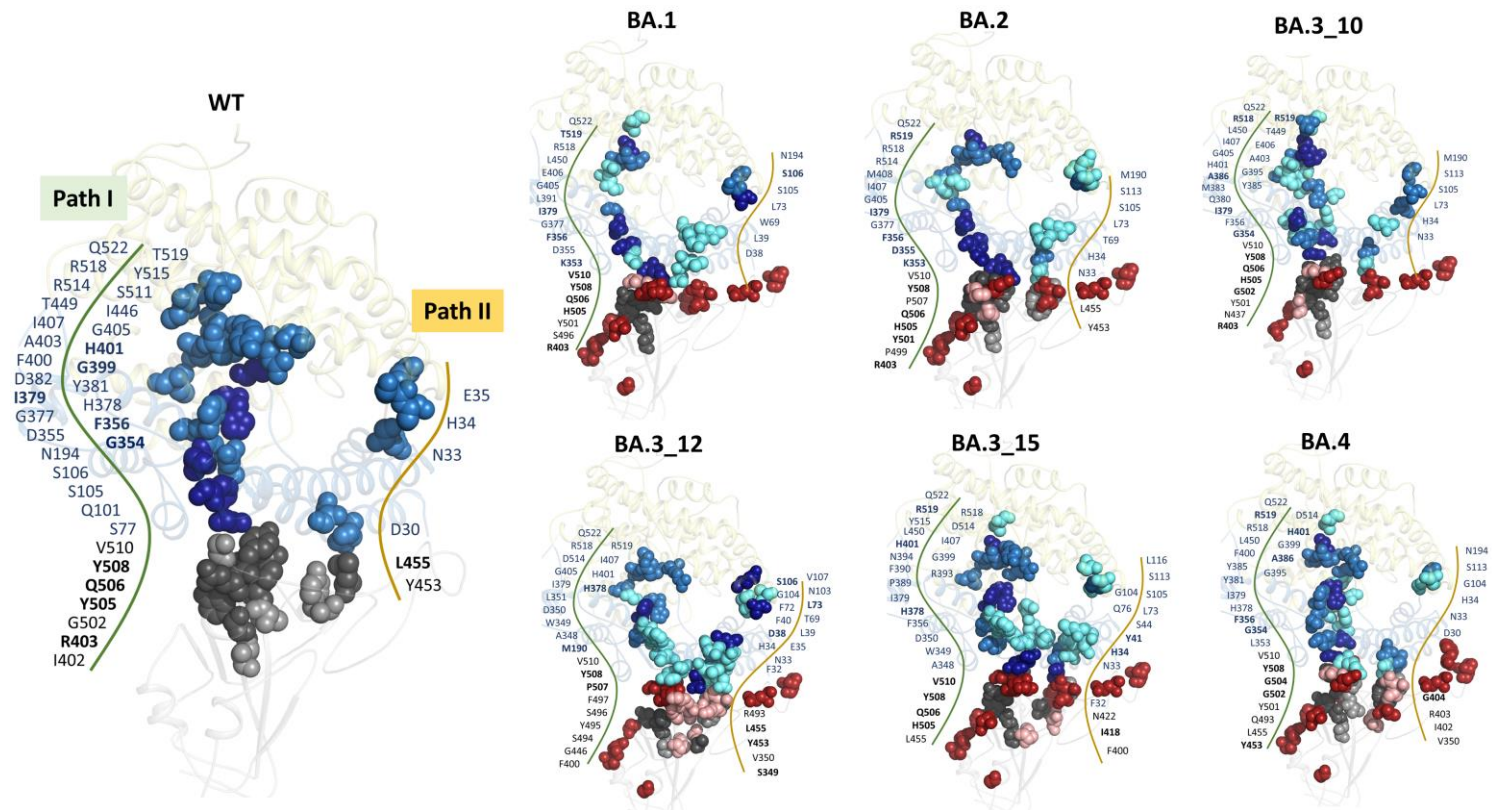 WT
Path I
Q522
T519
R518
Y515
R514
S511
T449
I446
I407
G405
A403
H401
F400
G399
D382
Y381
I379
H378
G377
F356
D355
G354
N194
S106
S105
Q101
S77
V510
Y508
Q506
Y505
G502
R403
I402
Path II
E35
H34
N33
D30
L455
Y453
BA.1
Q522
T519
R518
L450
E406
G405
L391
I379
G377
F356
D355
K353
V510
Y508
Q506
H505
Y501
S496
R403
N194
S106
S105
L73
W69
L39
D38
BA.2
Q522
R519
R518
R514
M408
I407
G405
I379
G377
F356
D355
K353
V510
Y508
P507
Q506
H505
Y501
P499
R403
M190
S113
S105
L73
T69
H34
N33
L455
Y453
BA.3_10
Q522
R518 R519
L450 T449
I407 E406
G405 A403
H401 G395
A386 Y385
M383
Q380
I379
F356
G354
V510
Y508
Q506
H505
G502
Y501
N437
R403
M190
S113
S105
L73
H34
N33
BA.3_12
Q522
R518 R519
D514 I407
G405 H401
I379 H378
L351
D350
W349
A348
M190
V510
Y508
P507
F497
S496
Y495
S494
G446
F400
S106 V107
G104 N103
F72 L73
F40 T69
D38 L39
H34 E35
N33
F32
R493
L455
Y453
V350
S349
BA.3_15
Q522
R519 R518
Y515 D514
L450 I407
H401 G399
N394 R393
F390
P389
I379
H378
F356
D350
W349
A348
V510
Y508
Q506
H505
L455
L116
S113
G104 S105
Q76 L73
S44
Y41
H34
N33
F32
N422
I418
F400
BA.4
Q522
R519 D514
R518 H401
L450 G399
F400 A386
Y385 G395
Y381
I379
H378
F356
G354
L353
V510
Y508
G504
G502
Y501
Q493
L455
Y453
N194
S113
G104
H34
N33
D30
G404
R403
I402
V350